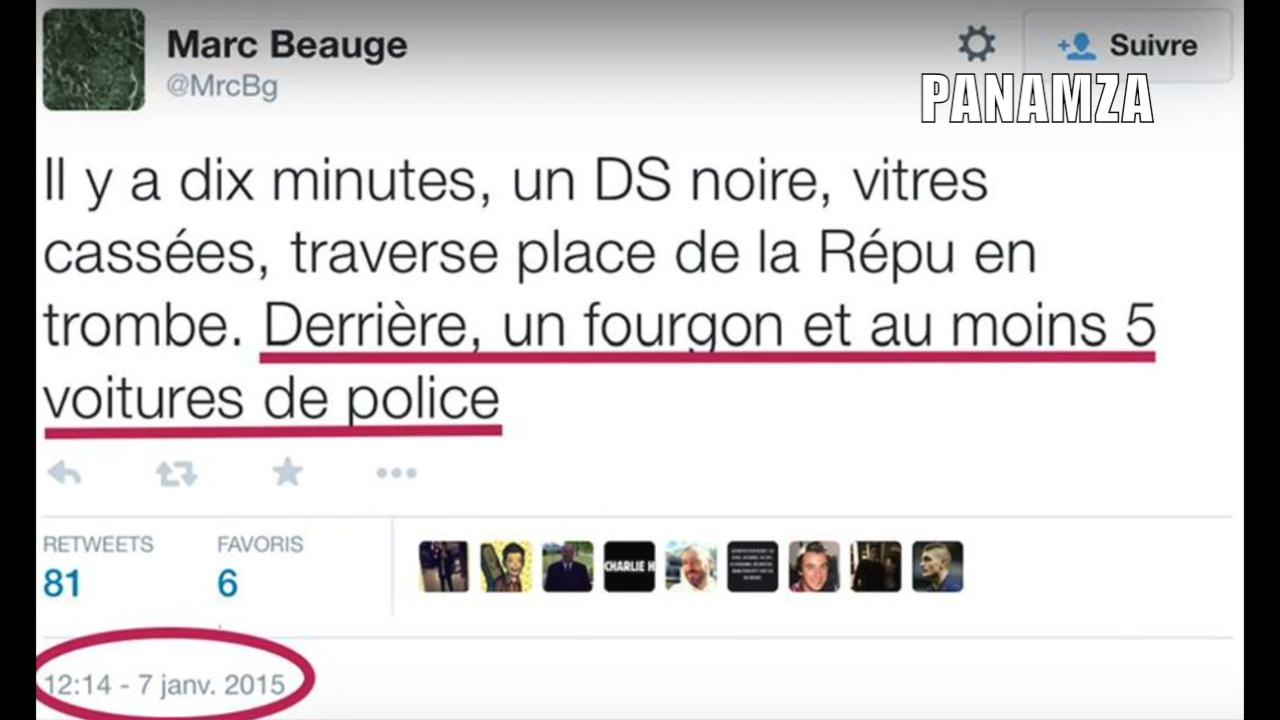 Marc Beauge
@MrcBg
Suivre
PANAMZA
Il y a dix minutes, un DS noire, vitres
cassées, traverse place de la Répu en
trombe. Derrière, un fourgon et au moins 5
voitures de police
RETWEETS
FAVORIS
81
6
CHARLIE H
12:14 - 7 janv. 2015